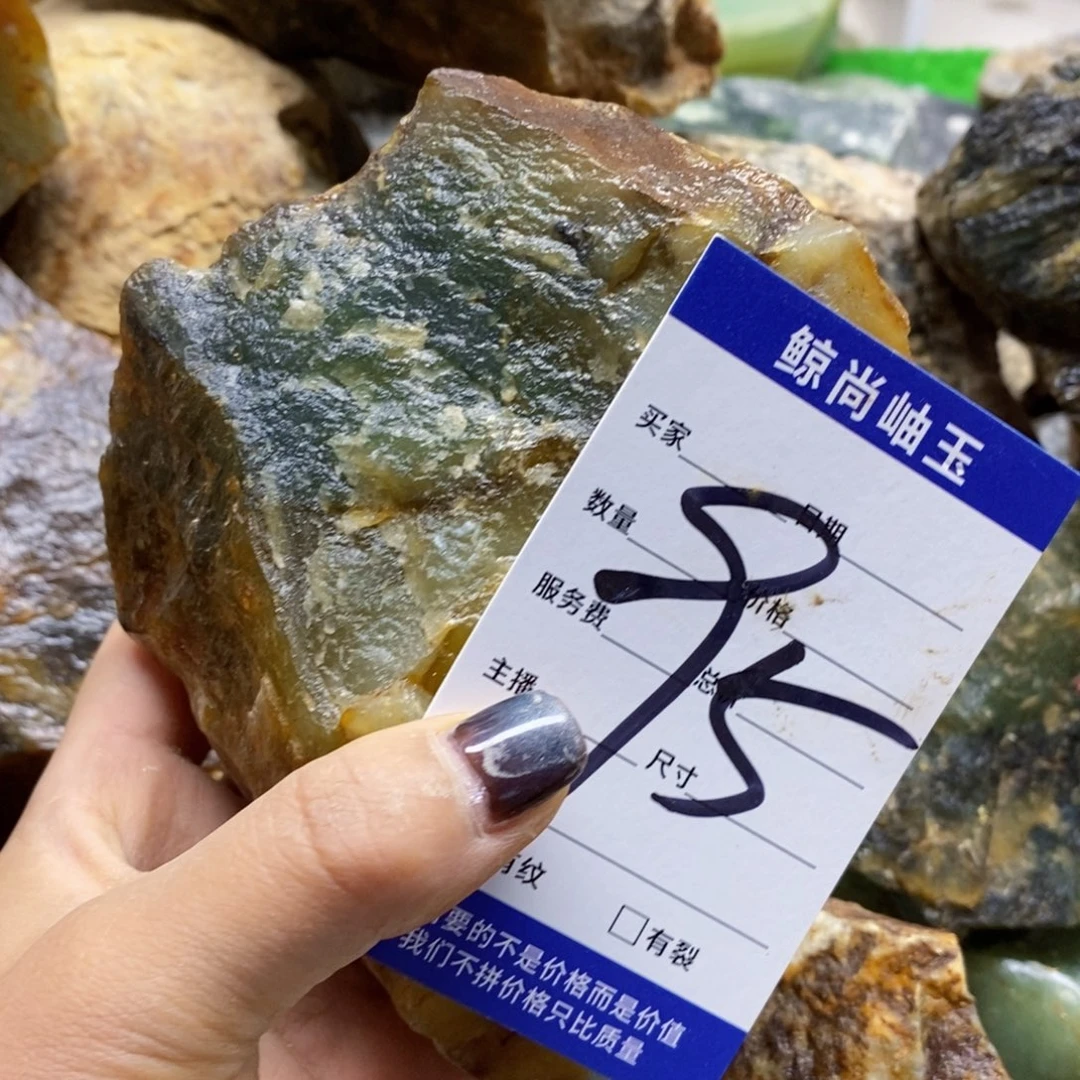 鲸尚岫玉
买家
日期
数量
价格
服务费
总
主播
尺寸
95
有纹
□有裂
要的不是价格而是价值
我们不拼价格只比质量